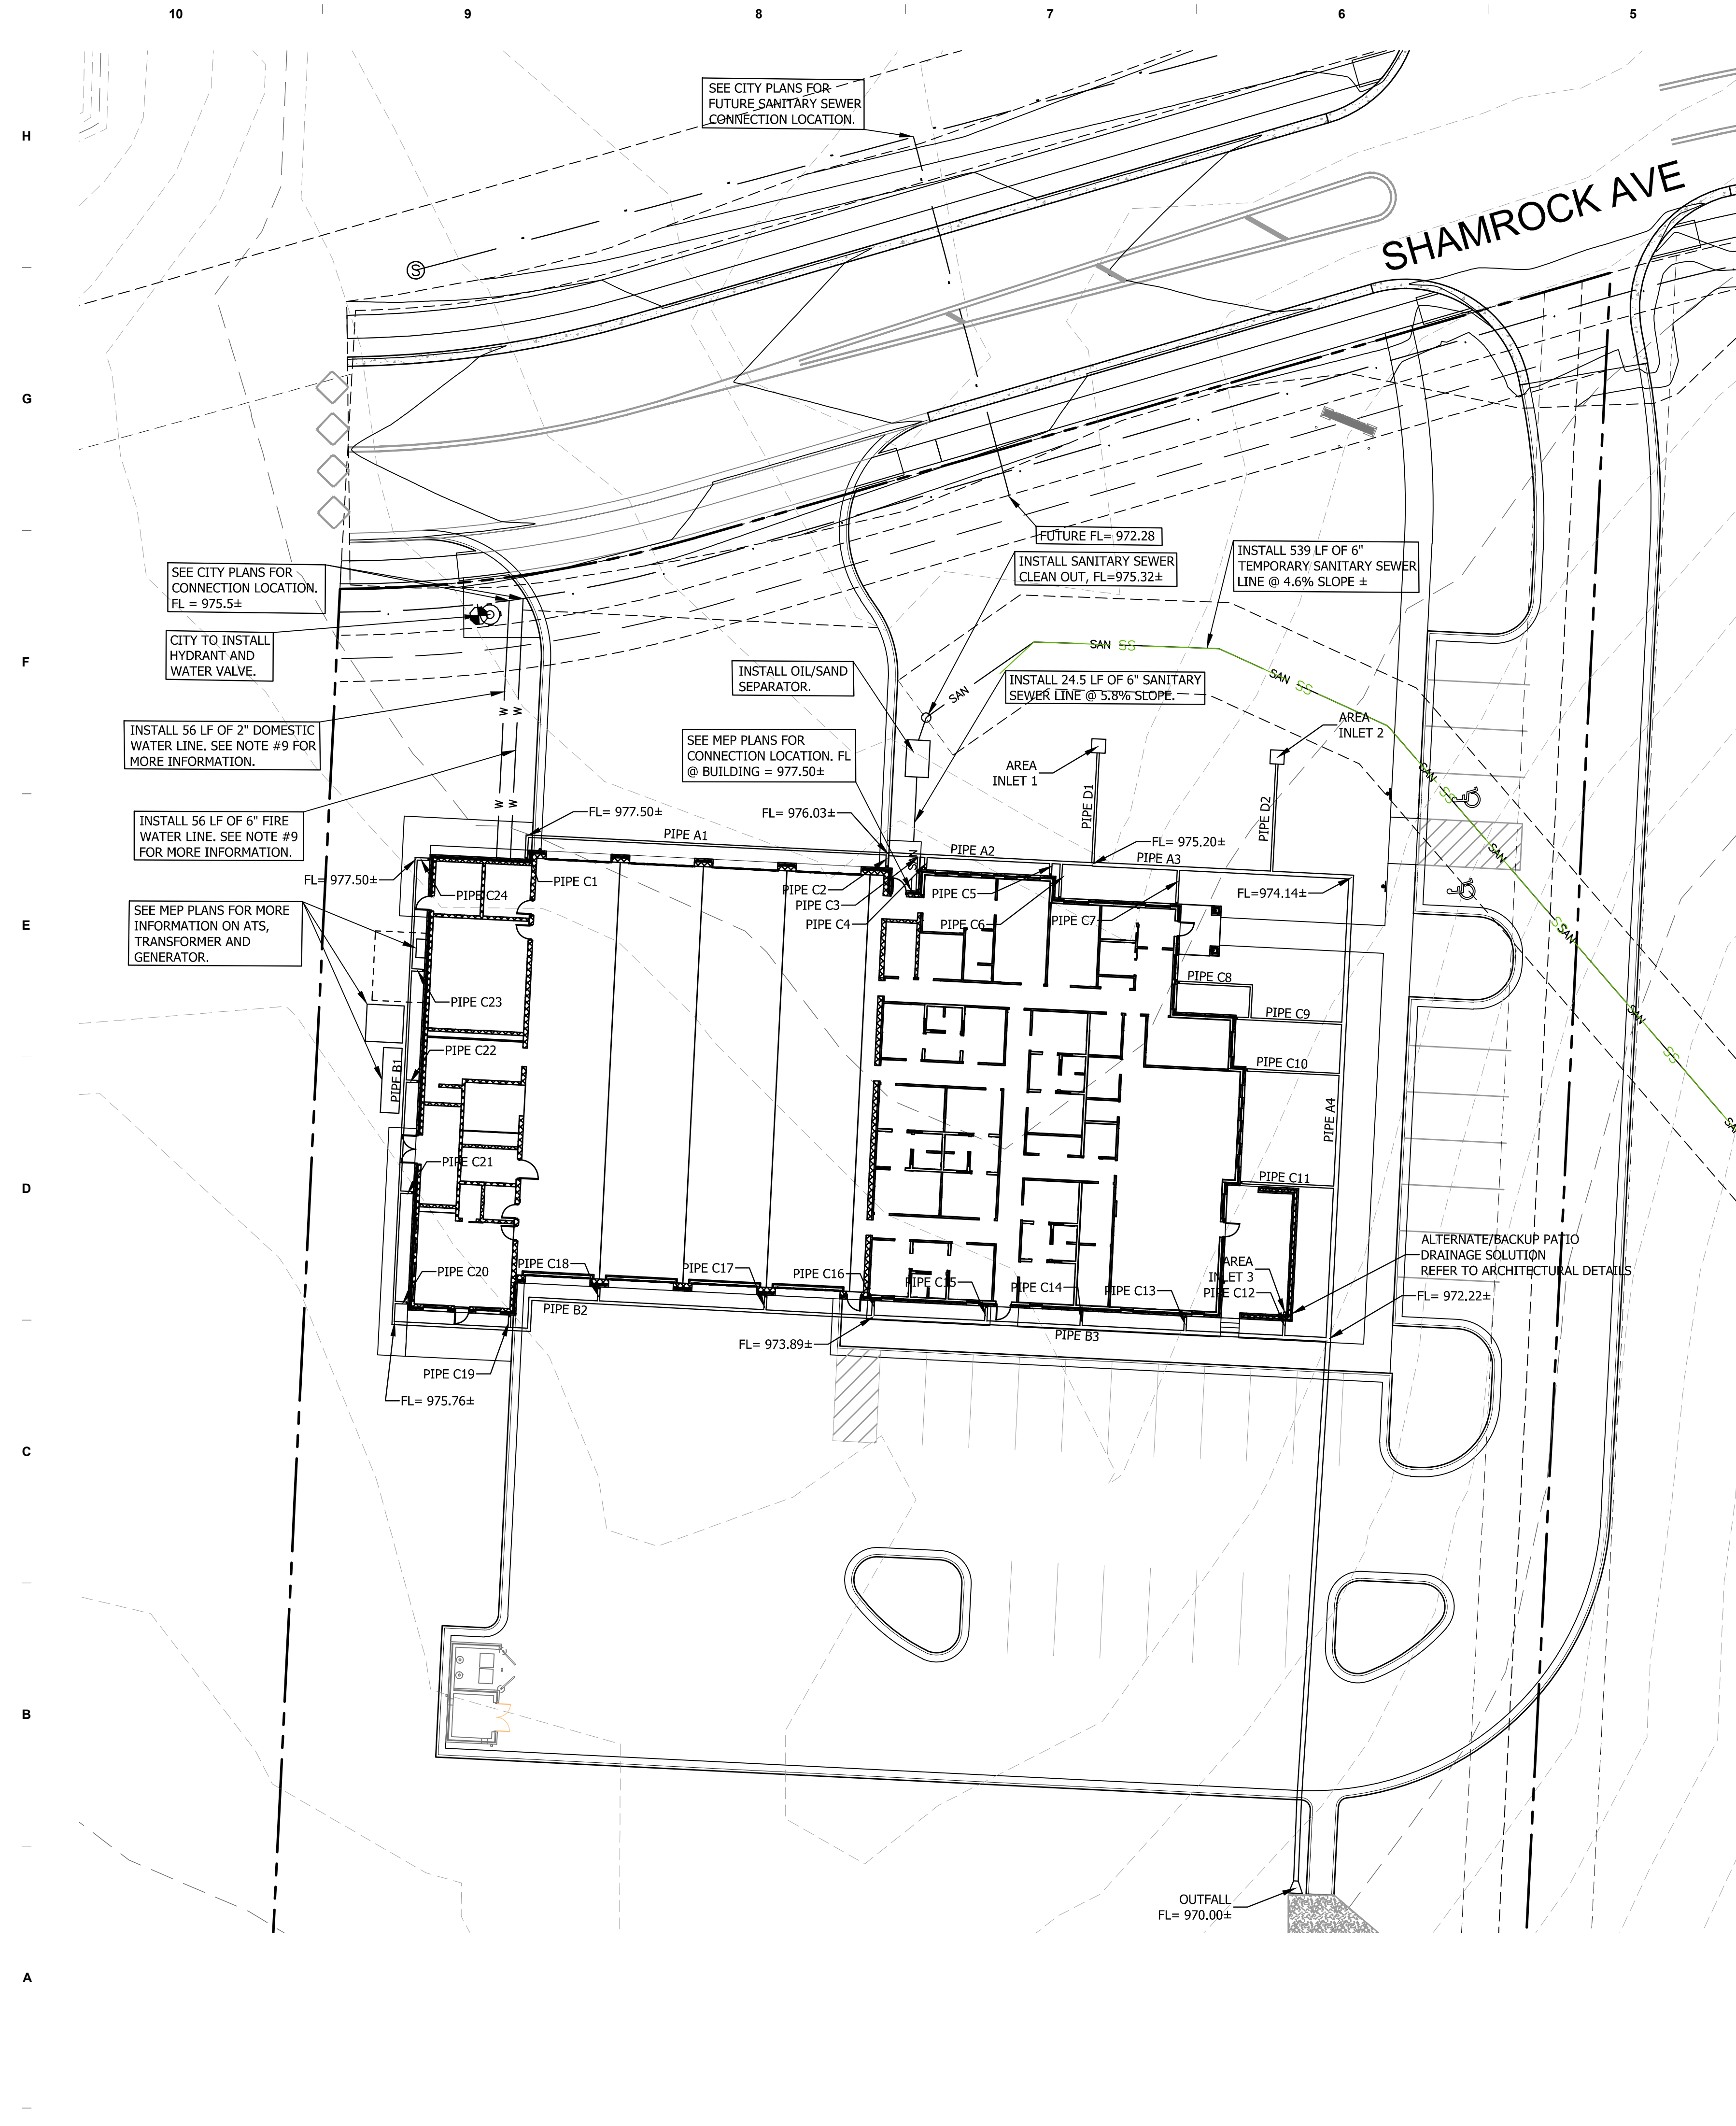 10 9 8 7 6 5
H
G
F
E
D
C
B
A
SEE CITY PLANS FOR
FUTURE SANITARY SEWER
CONNECTION LOCATION.
SHAMROCK AVE
S
FUTURE FL= 972.28
INSTALL SANITARY SEWER
CLEAN OUT, FL=975.32±
INSTALL 539 LF OF 6"
TEMPORARY SANITARY SEWER
LINE @ 4.6% SLOPE ±
SEE CITY PLANS FOR
CONNECTION LOCATION.
FL = 975.5±
CITY TO INSTALL
HYDRANT AND
WATER VALVE.
INSTALL OIL/SAND
SEPARATOR.
INSTALL 24.5 LF OF 6" SANITARY
SEWER LINE @ 5.8% SLOPE.
SAN
SAN SS
SAN SS
SAN SS
SAN
SS
SAN
SAN
SS
SAN
W W
W W
INSTALL 56 LF OF 2" DOMESTIC
WATER LINE. SEE NOTE #9 FOR
MORE INFORMATION.
SEE MEP PLANS FOR
CONNECTION LOCATION. FL
@ BUILDING = 977.50±
AREA
INLET 1
AREA
INLET 2
PIPE D1
PIPE D2
INSTALL 56 LF OF 6" FIRE
WATER LINE. SEE NOTE #9
FOR MORE INFORMATION.
FL= 977.50±
PIPE A1
FL= 976.03±
PIPE A2
FL= 975.20±
PIPE A3
SAN
FL= 977.50±
PIPE C24
PIPE C1
PIPE C2
PIPE C3
PIPE C4
PIPE C5
PIPE C6
PIPE C7
FL=974.14±
SEE MEP PLANS FOR MORE
INFORMATION ON ATS,
TRANSFORMER AND
GENERATOR.
PIPE C8
PIPE C9
PIPE C23
PIPE C22
PIPE C10
PIPE B1
PIPE A4
PIPE C21
PIPE C11
ALTERNATE/BACKUP PATIO
DRAINAGE SOLUTION
REFER TO ARCHITECTURAL DETAILS
PIPE C20
PIPE C18
PIPE C17
PIPE C16
PIPE C15
PIPE C14
PIPE C13
AREA
INLET 3
PIPE C12
FL= 972.22±
PIPE B2
PIPE B3
FL= 973.89±
PIPE C19
FL= 975.76±
OUTFALL
FL= 970.00±